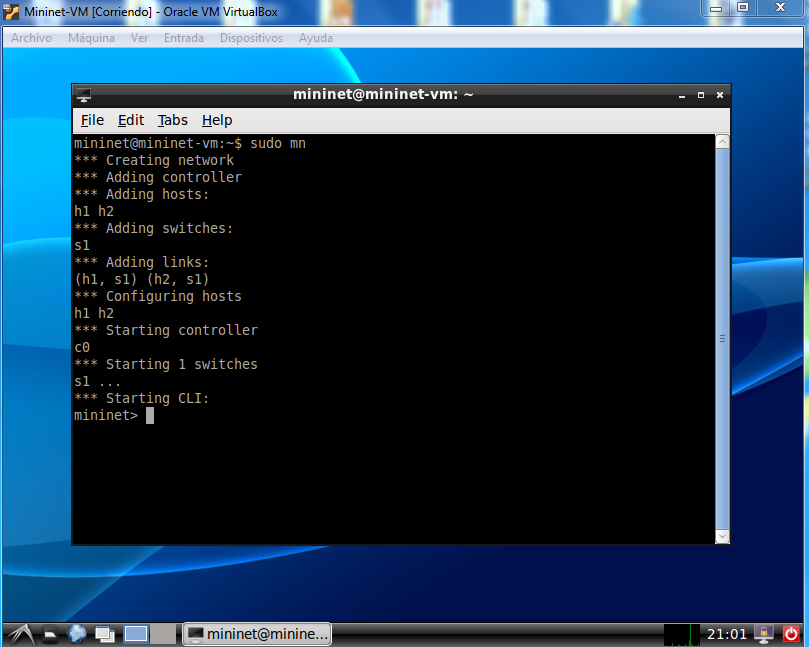 Mininet-VM [Corriendo] - Oracle VM VirtualBox
Archivo Máquina Ver Entrada Dispositivos Ayuda
mininet@mininet-vm: ~
File Edit Tabs Help
mininet@mininet-vm:~$ sudo mn
*** Creating network
*** Adding controller
*** Adding hosts:
h1 h2
*** Adding switches:
s1
*** Adding links:
(h1, s1) (h2, s1)
*** Configuring hosts
h1 h2
*** Starting controller
c0
*** Starting 1 switches
s1 ...
*** Starting CLI:
mininet>
mininet@minine...
21:01